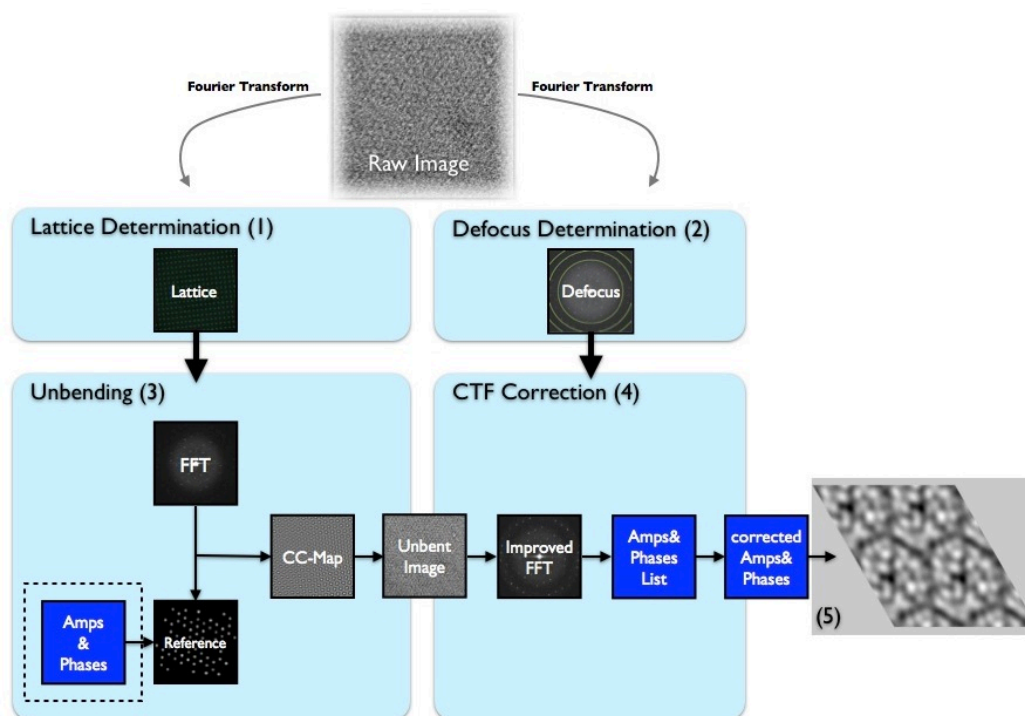 Fourier Transform
Fourier Transform
Raw Image
Lattice Determination (1)
Lattice
Defocus Determination (2)
Defocus
Unbending (3)
FFT
CC-Map
Unbent
Image
Amps
&
Phases
Reference
CTF Correction (4)
Improved
FFT
Amps&
Phases
List
corrected
Amps&
Phases
(5)